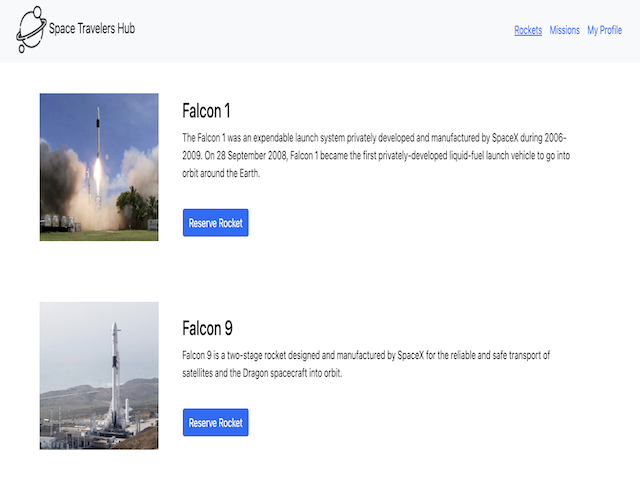 Space Travelers Hub
Rockets Missions My Profile
Falcon 1
The Falcon 1 was an expendable launch system privately developed and manufactured by SpaceX during 2006-
2009. On 28 September 2008, Falcon 1 became the first privately-developed liquid-fuel launch vehicle to go into
orbit around the Earth.
Reserve Rocket
Falcon 9
Falcon 9 is a two-stage rocket designed and manufactured by SpaceX for the reliable and safe transport of
satellites and the Dragon spacecraft into orbit.
Reserve Rocket